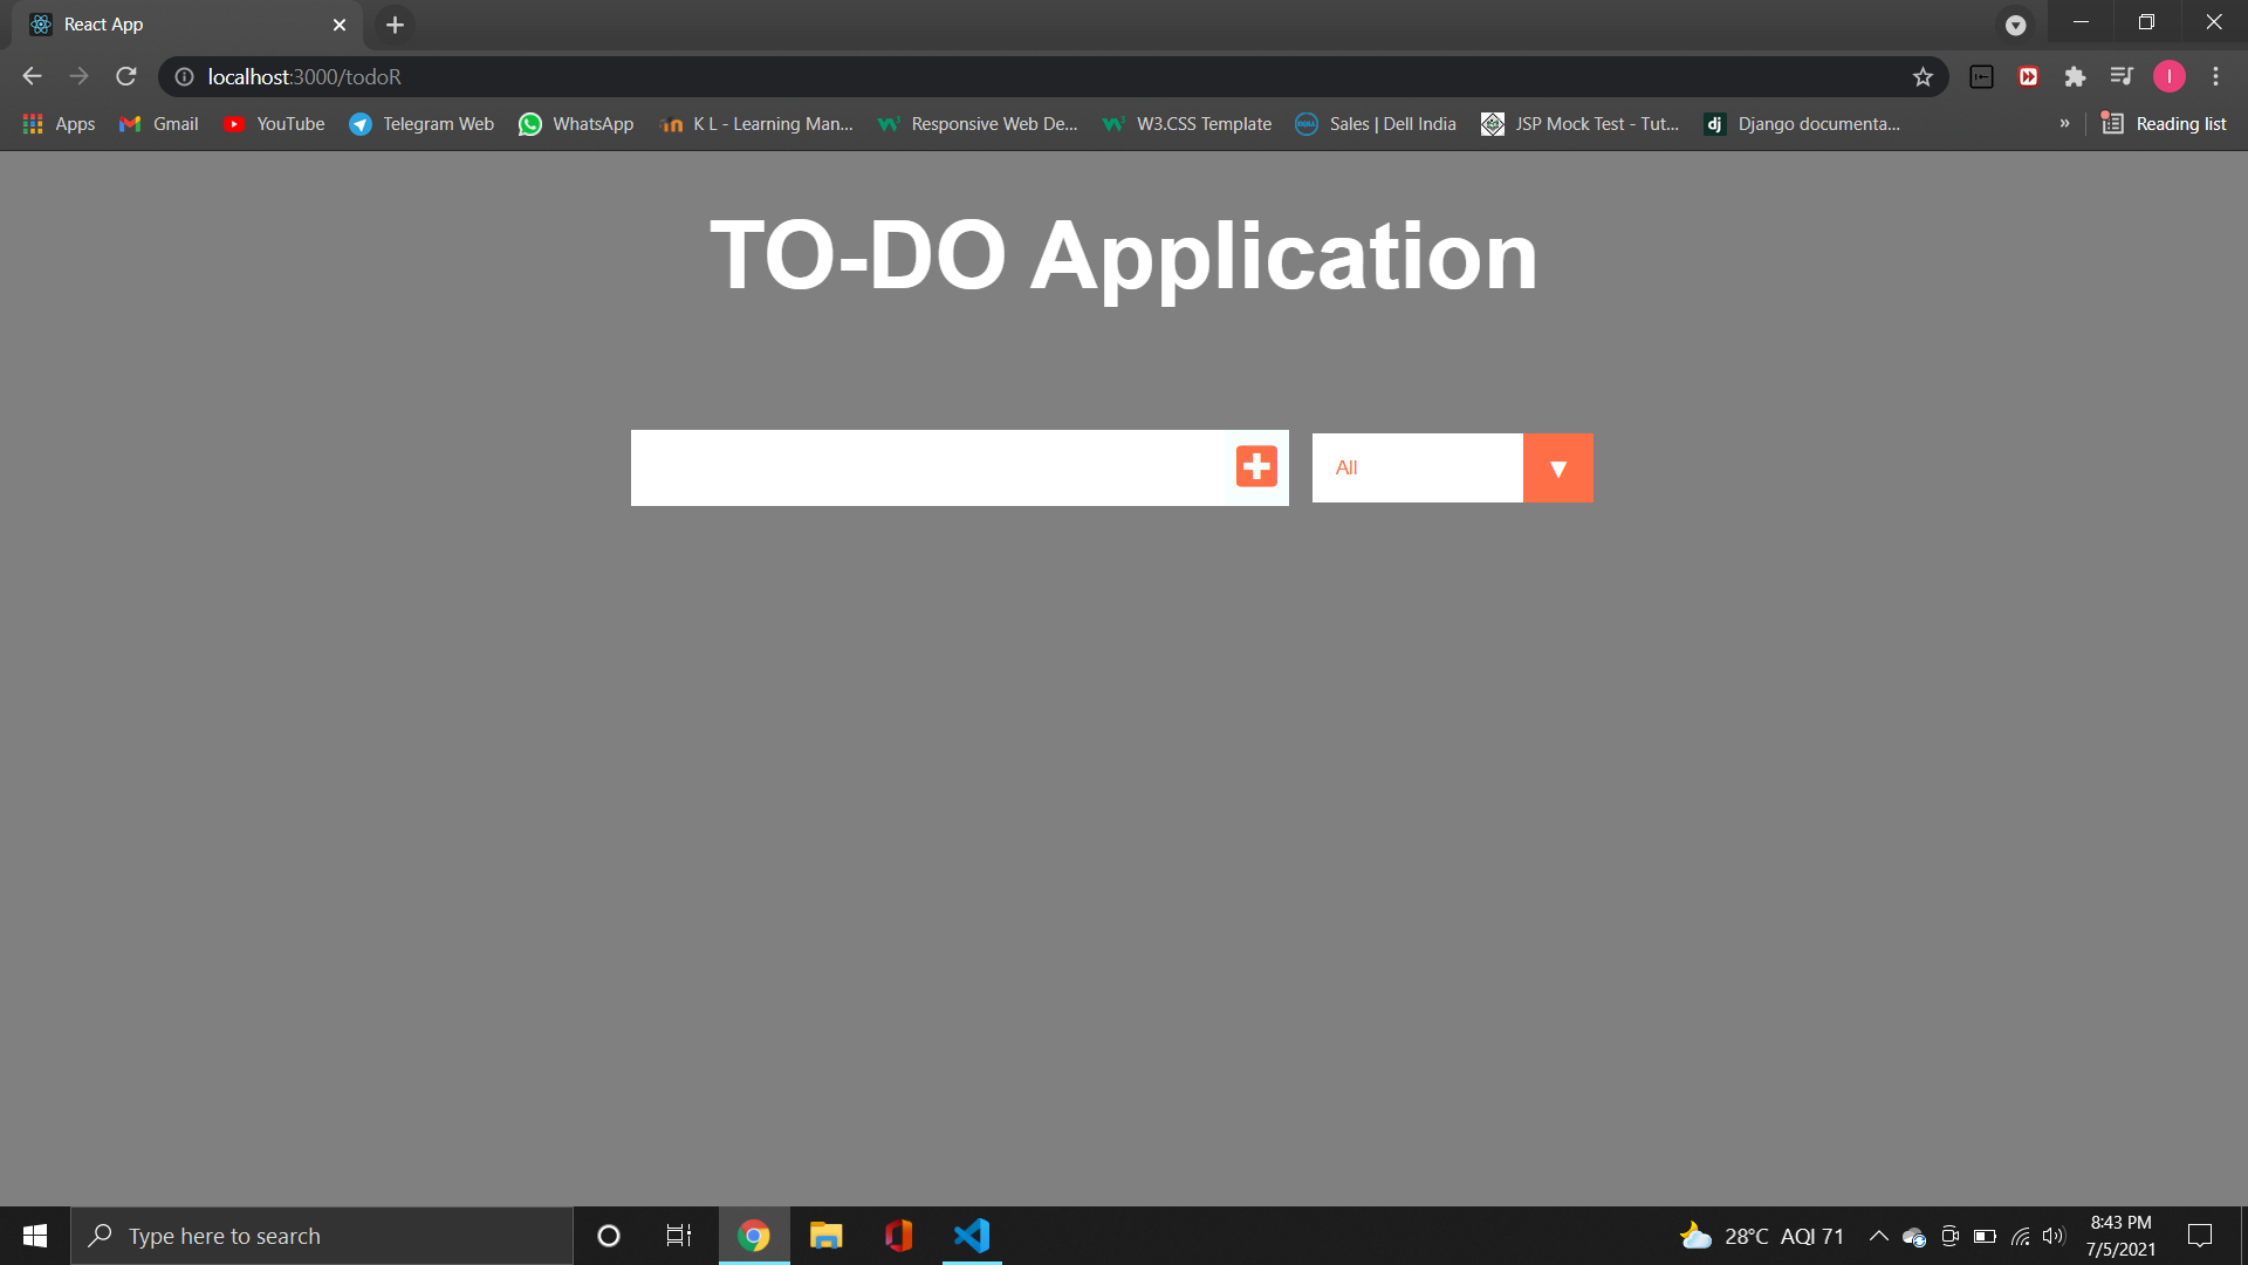 React App
localhost:3000/todoR
Apps Gmail YouTube Telegram Web WhatsApp K L - Learning Man... Responsive Web De... W3.CSS Template Sales | Dell India JSP Mock Test - Tut... dj Django documenta... » Reading list
TO-DO Application
All
Type here to search
28°C AQI 71
8:43 PM
7/5/2021